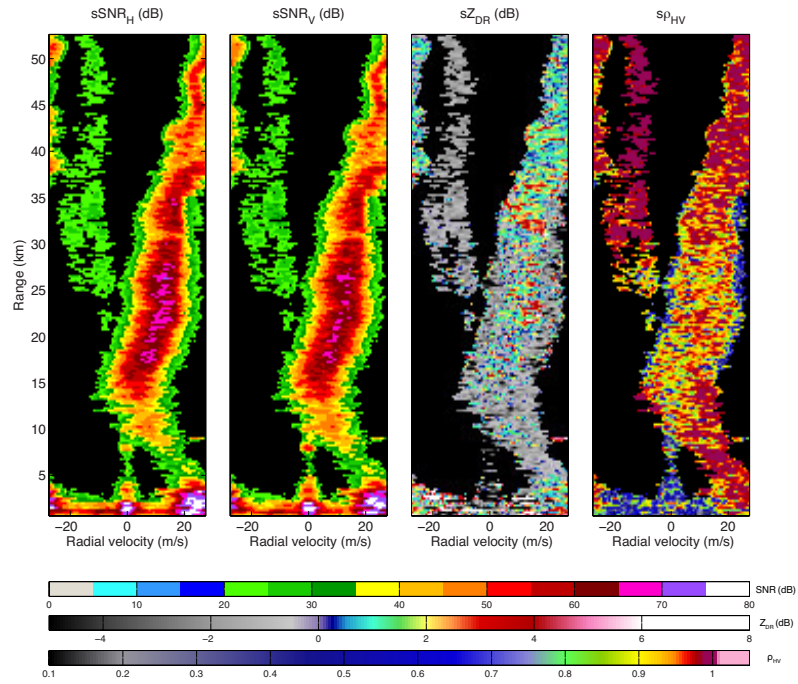 sSNR_H (dB)
sSNR_V (dB)
sZ_DR (dB)
sρ_HV
Range (km)
50
45
40
35
30
25
20
15
10
5
−20 0 20
−20 0 20
−20 0 20
−20 0 20
Radial velocity (m/s)
Radial velocity (m/s)
Radial velocity (m/s)
Radial velocity (m/s)
SNR (dB)
0 10 20 30 40 50 60 70 80
Z_DR (dB)
−4 −2 0 2 4 6 8
ρ_HV
0.1 0.2 0.3 0.4 0.5 0.6 0.7 0.8 0.9 1